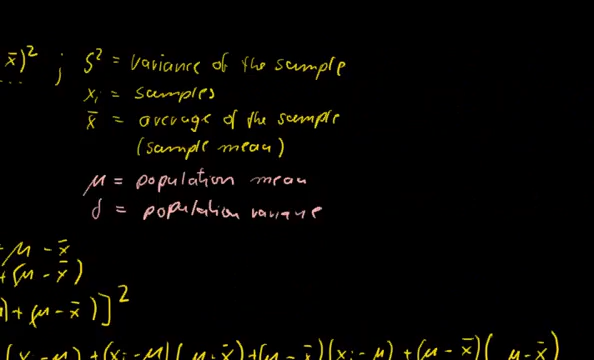 x̄)² ; S² = variance of the sample
...
xᵢ = samples
x̄ = average of the sample
(sample mean)
μ = population mean
δ = population variance
+ μ - x̄
+ (μ - x̄)
) + (μ - x̄)]²
(xᵢ-μ) + (xᵢ-μ)(μ-x̄) + (μ-x̄)(xᵢ-μ) + (μ-x̄)(μ-x̄)